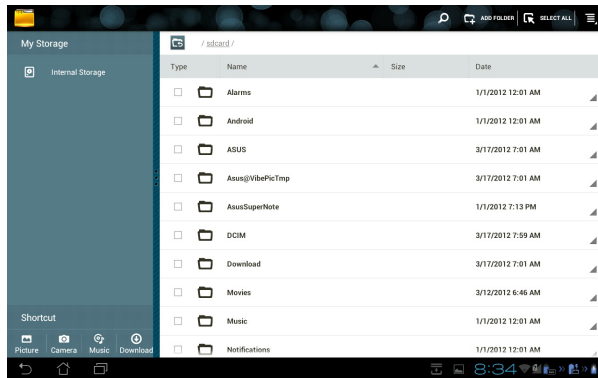 ADD FOLDER SELECT ALL
My Storage
/ sdcard /
Type Name Size Date
Internal Storage
Alarms 1/1/2012 12:01 AM
Android 1/1/2012 12:01 AM
ASUS 3/17/2012 7:01 AM
Asus@VibePicTmp 3/17/2012 7:01 AM
AsusSuperNote 1/1/2012 7:13 PM
DCIM 3/17/2012 7:59 AM
Download 3/17/2012 7:01 AM
Movies 3/12/2012 6:46 AM
Music 1/1/2012 12:01 AM
Notifications 1/1/2012 12:01 AM
Shortcut
Picture Camera Music Download
8:34